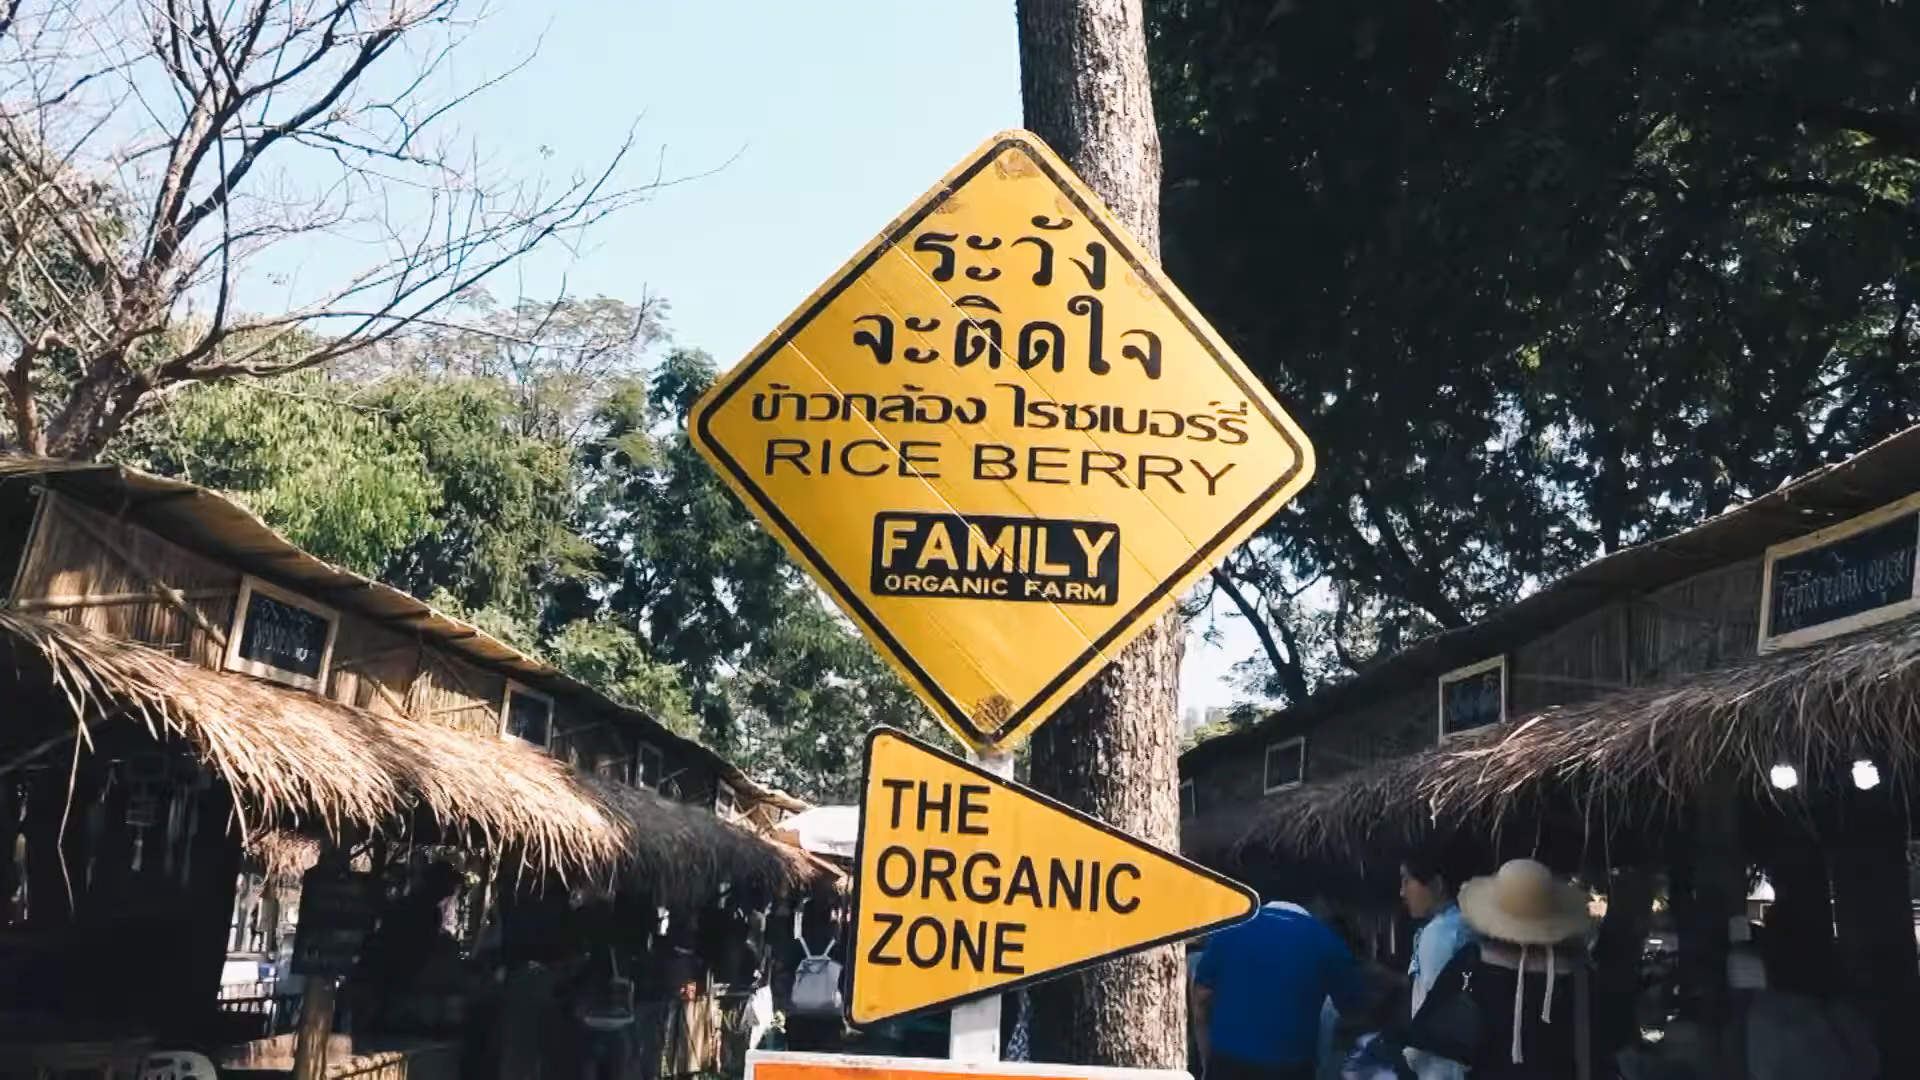 ระวัง
จะติดใจ
ข้าวกล้อง ไรซเบอร์รี่
RICE BERRY
FAMILY
ORGANIC FARM
THE
ORGANIC
ZONE